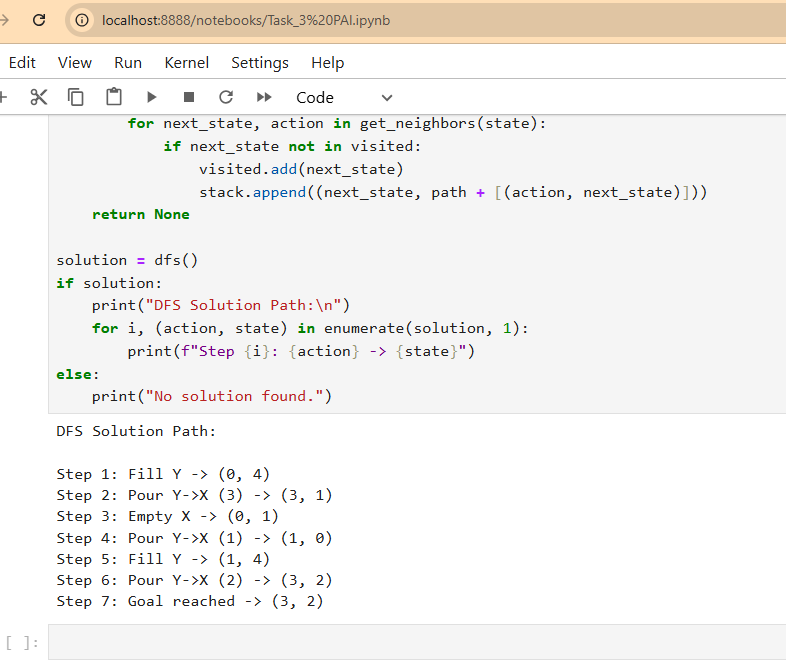 localhost:8888/notebooks/Task_3%20PAI.ipynb
Edit View Run Kernel Settings Help
Code
for next_state, action in get_neighbors(state):
if next_state not in visited:
visited.add(next_state)
stack.append((next_state, path + [(action, next_state)]))
return None
solution = dfs()
if solution:
print("DFS Solution Path:\n")
for i, (action, state) in enumerate(solution, 1):
print(f"Step {i}: {action} -> {state}")
else:
print("No solution found.")
DFS Solution Path:
Step 1: Fill Y -> (0, 4)
Step 2: Pour Y->X (3) -> (3, 1)
Step 3: Empty X -> (0, 1)
Step 4: Pour Y->X (1) -> (1, 0)
Step 5: Fill Y -> (1, 4)
Step 6: Pour Y->X (2) -> (3, 2)
Step 7: Goal reached -> (3, 2)
[ ]: